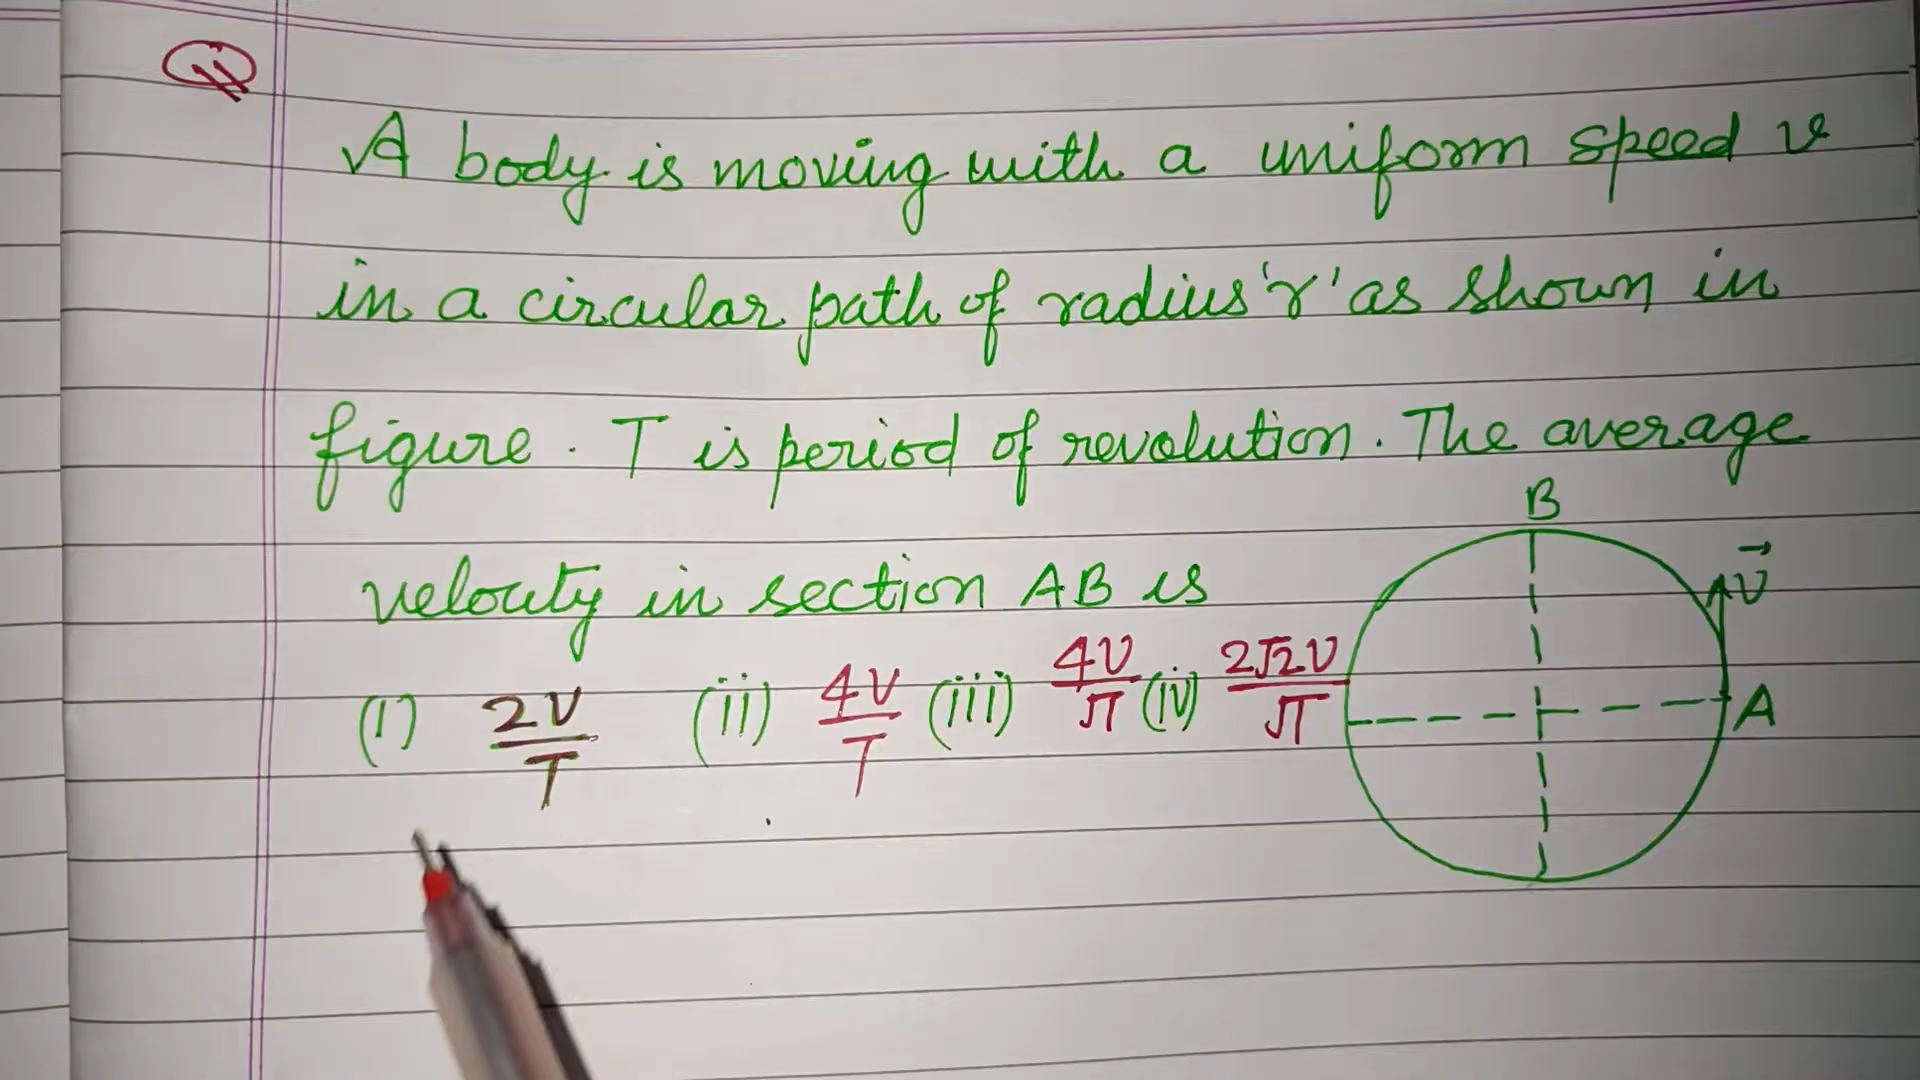 Q
A body is moving with a uniform speed v
in a circular path of radius 'r' as shown in
figure. T is period of revolution. The average
velocity in section AB is
(i) 2v/T (ii) 4v/T (iii) 4v/π (iv) 2√2v/π
B
v⃗
A